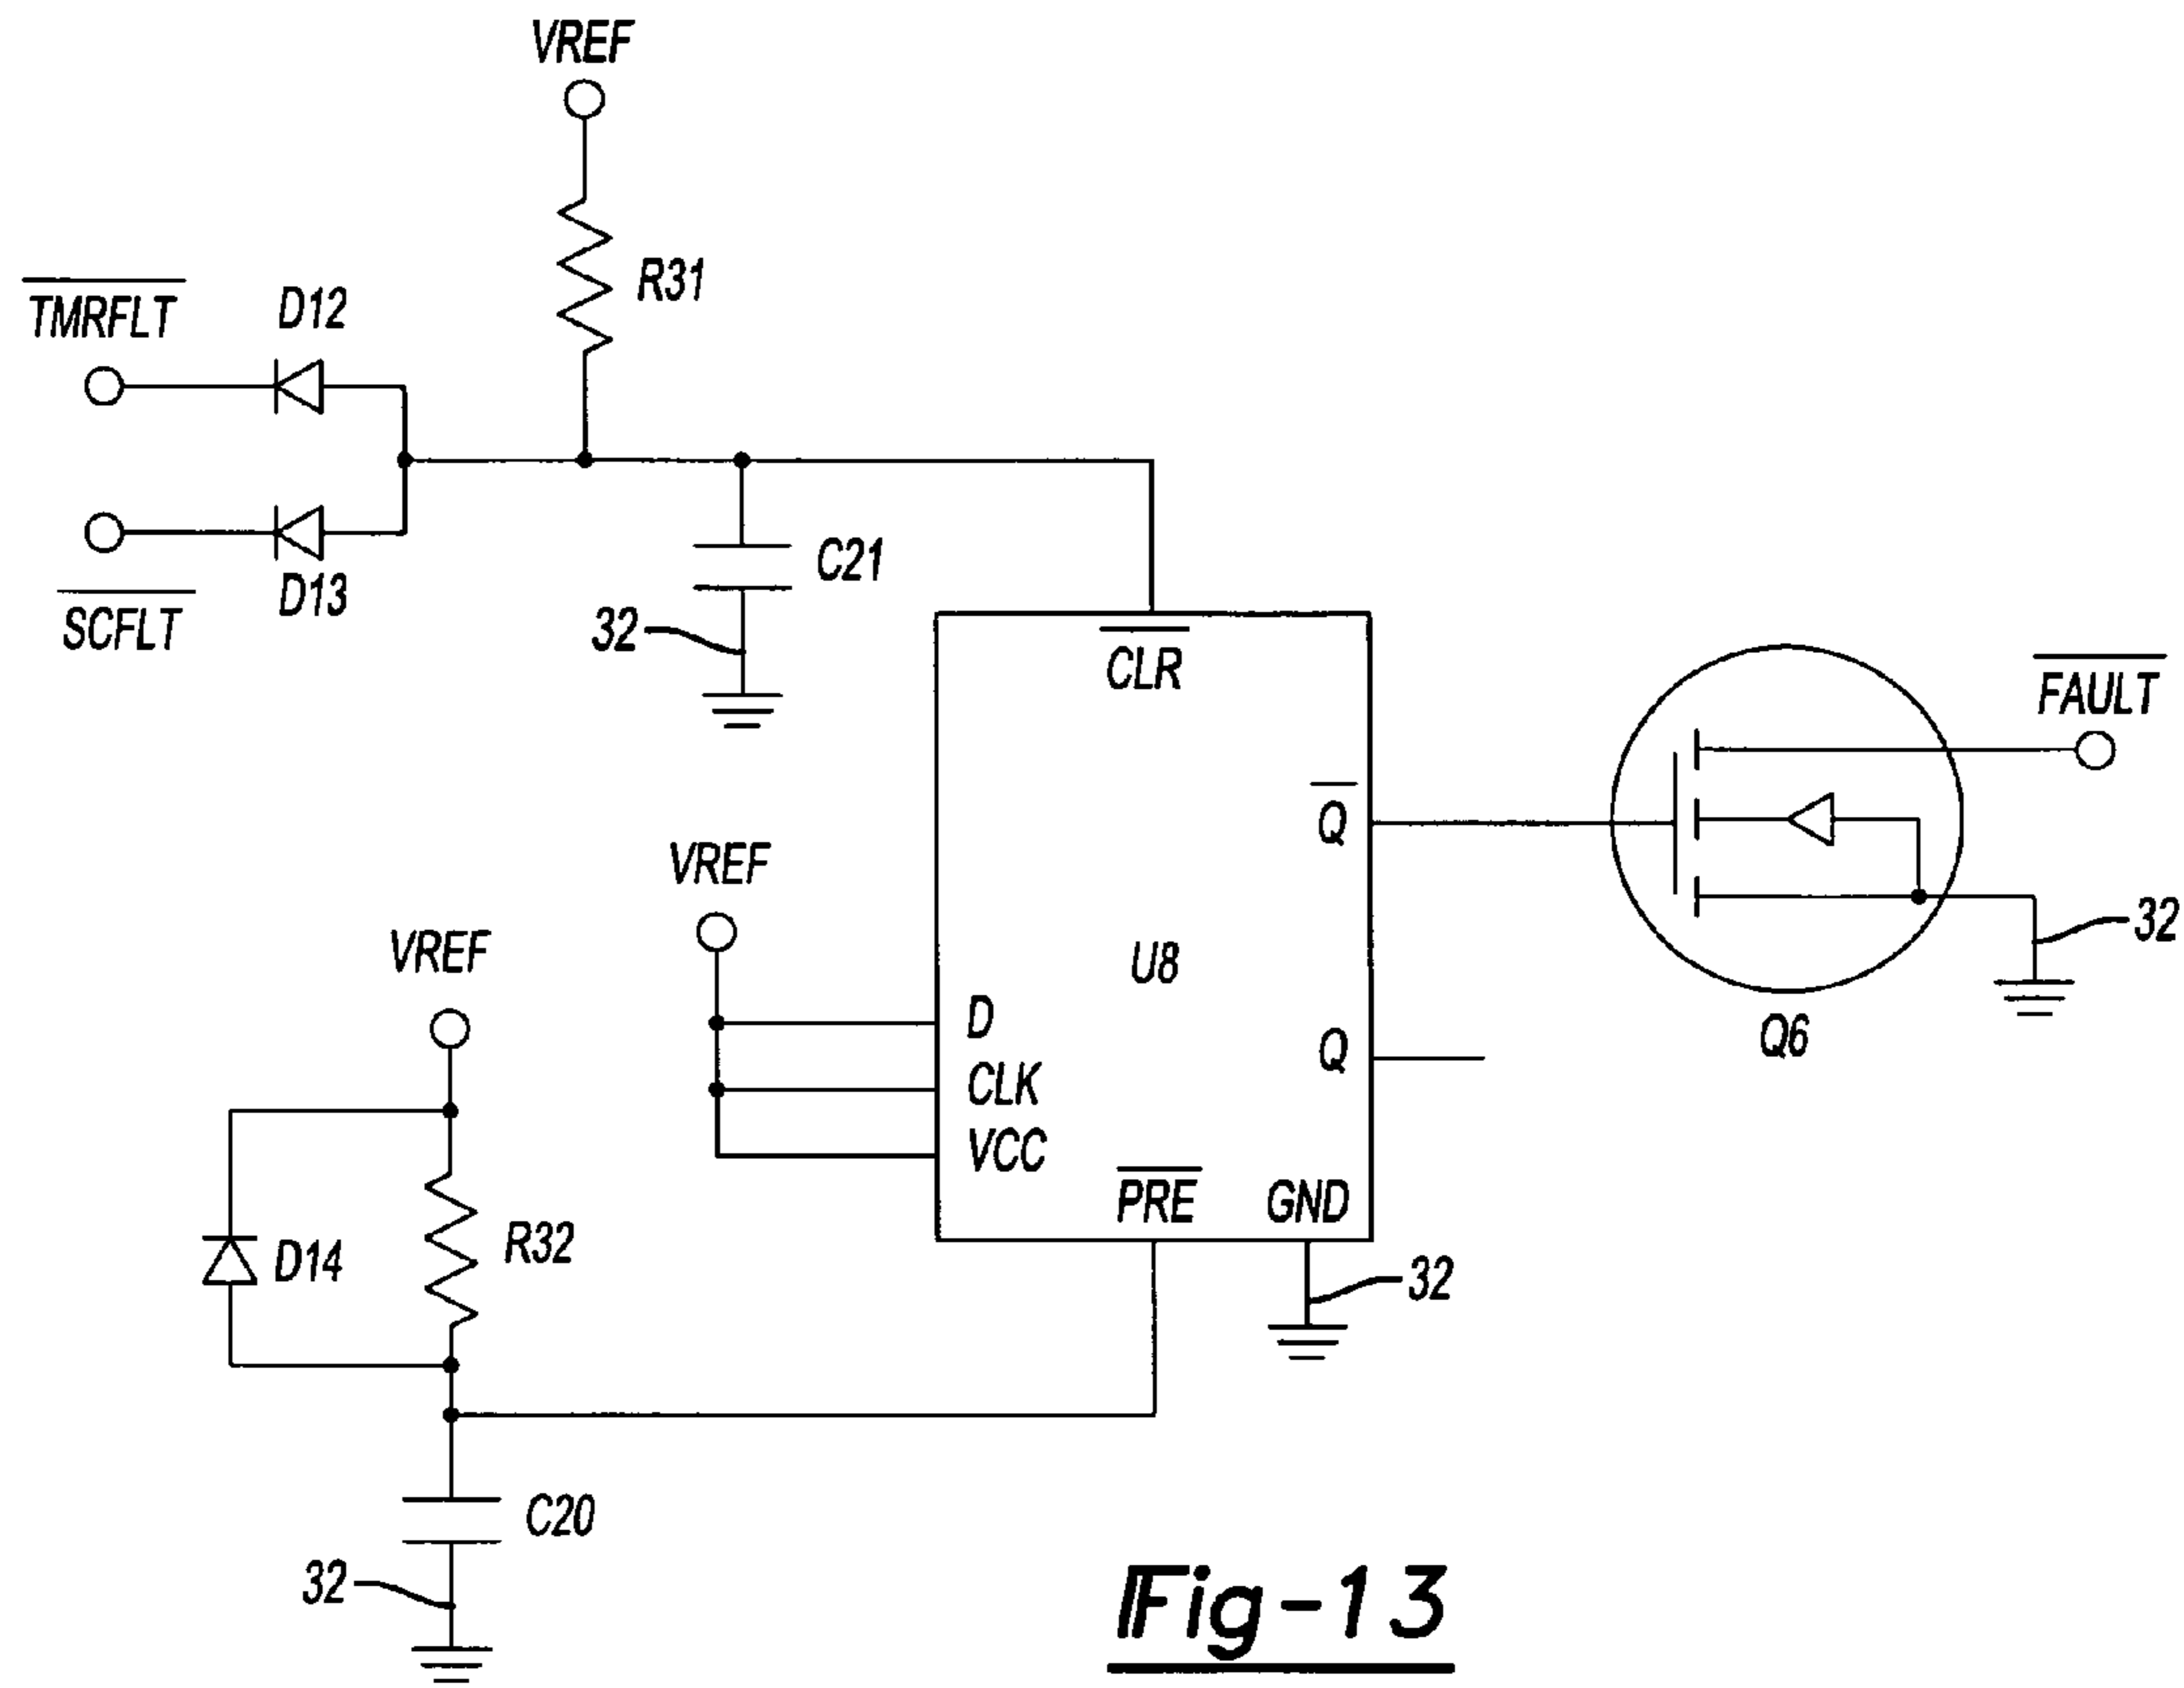 VREF
R31
TMRFLT
D12
D13
SCFLT
C21
32
CLR
FAULT
Q
Q6
32
VREF
U8
D
CLK
VCC
Q
PRE
GND
32
VREF
D14
R32
C20
32
Fig-13